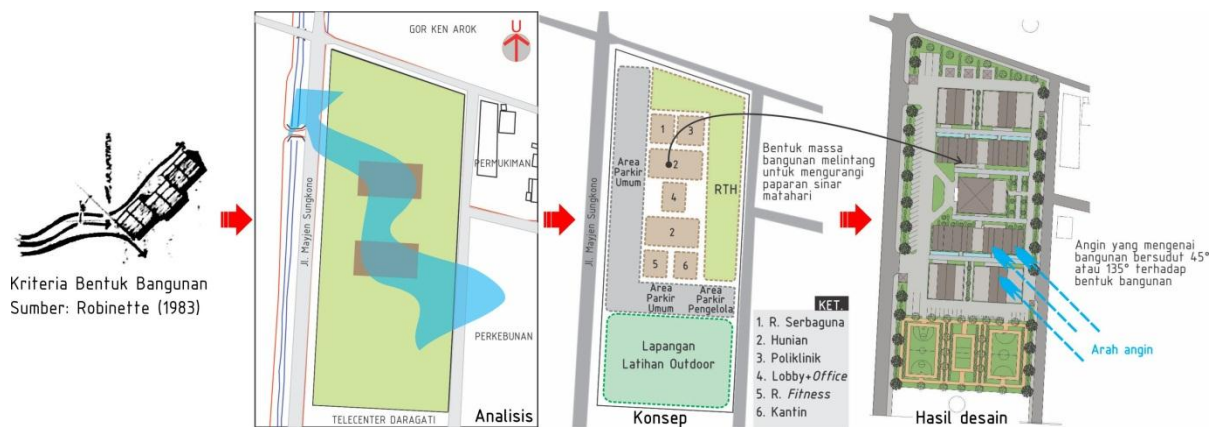 Kriteria Bentuk Bangunan
Sumber: Robinette (1983)
GOR KEN AROK
U
Jl. Mayjen Sungkono
PERMUKIMAN
PERKEBUNAN
TELECENTER DARAGATI
Analisis
Jl. Mayjen Sungkono
Area
Parkir
Umum
1
3
2
4
2
5
6
RTH
Area
Parkir
Umum
Area
Parkir
Pengelola
Lapangan
Latihan Outdoor
Konsep
Bentuk massa
bangunan melintang
untuk mengurangi
paparan sinar
matahari
KET.
1. R. Serbaguna
2. Hunian
3. Poliklinik
4. Lobby+Office
5. R. Fitness
6. Kantin
Angin yang mengenai
bangunan bersudut 45°
atau 135° terhadap
bentuk bangunan
Arah angin
Hasil desain